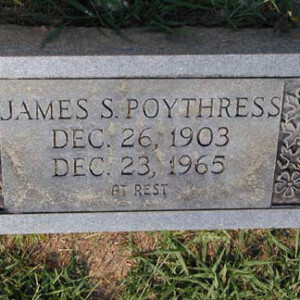 JAMES S. POYTHRESS
DEC. 26, 1903
DEC. 23, 1965
AT REST